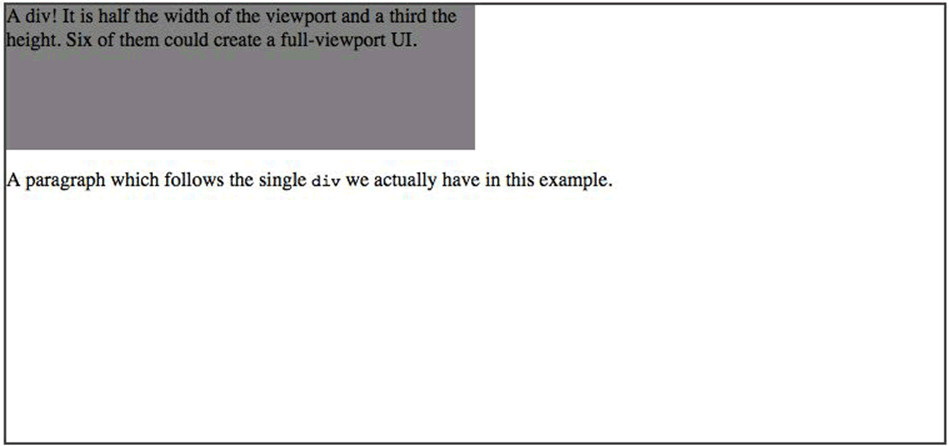 A div! It is half the width of the viewport and a third the
height. Six of them could create a full-viewport UI.
A paragraph which follows the single div we actually have in this example.